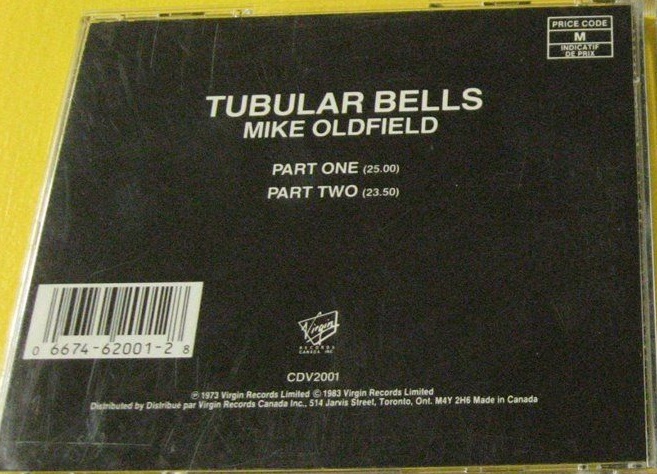 PRICE CODE
M
INDICATIF
DE PRIX
TUBULAR BELLS
MIKE OLDFIELD
PART ONE (25.00)
PART TWO (23.50)
0 6674-62001-2 8
Virgin
RECORDS
CANADA INC
CDV2001
℗ 1973 Virgin Records Limited © 1983 Virgin Records Limited
Distributed by Distribué par Virgin Records Canada Inc., 514 Jarvis Street, Toronto, Ont. M4Y 2H6 Made in Canada